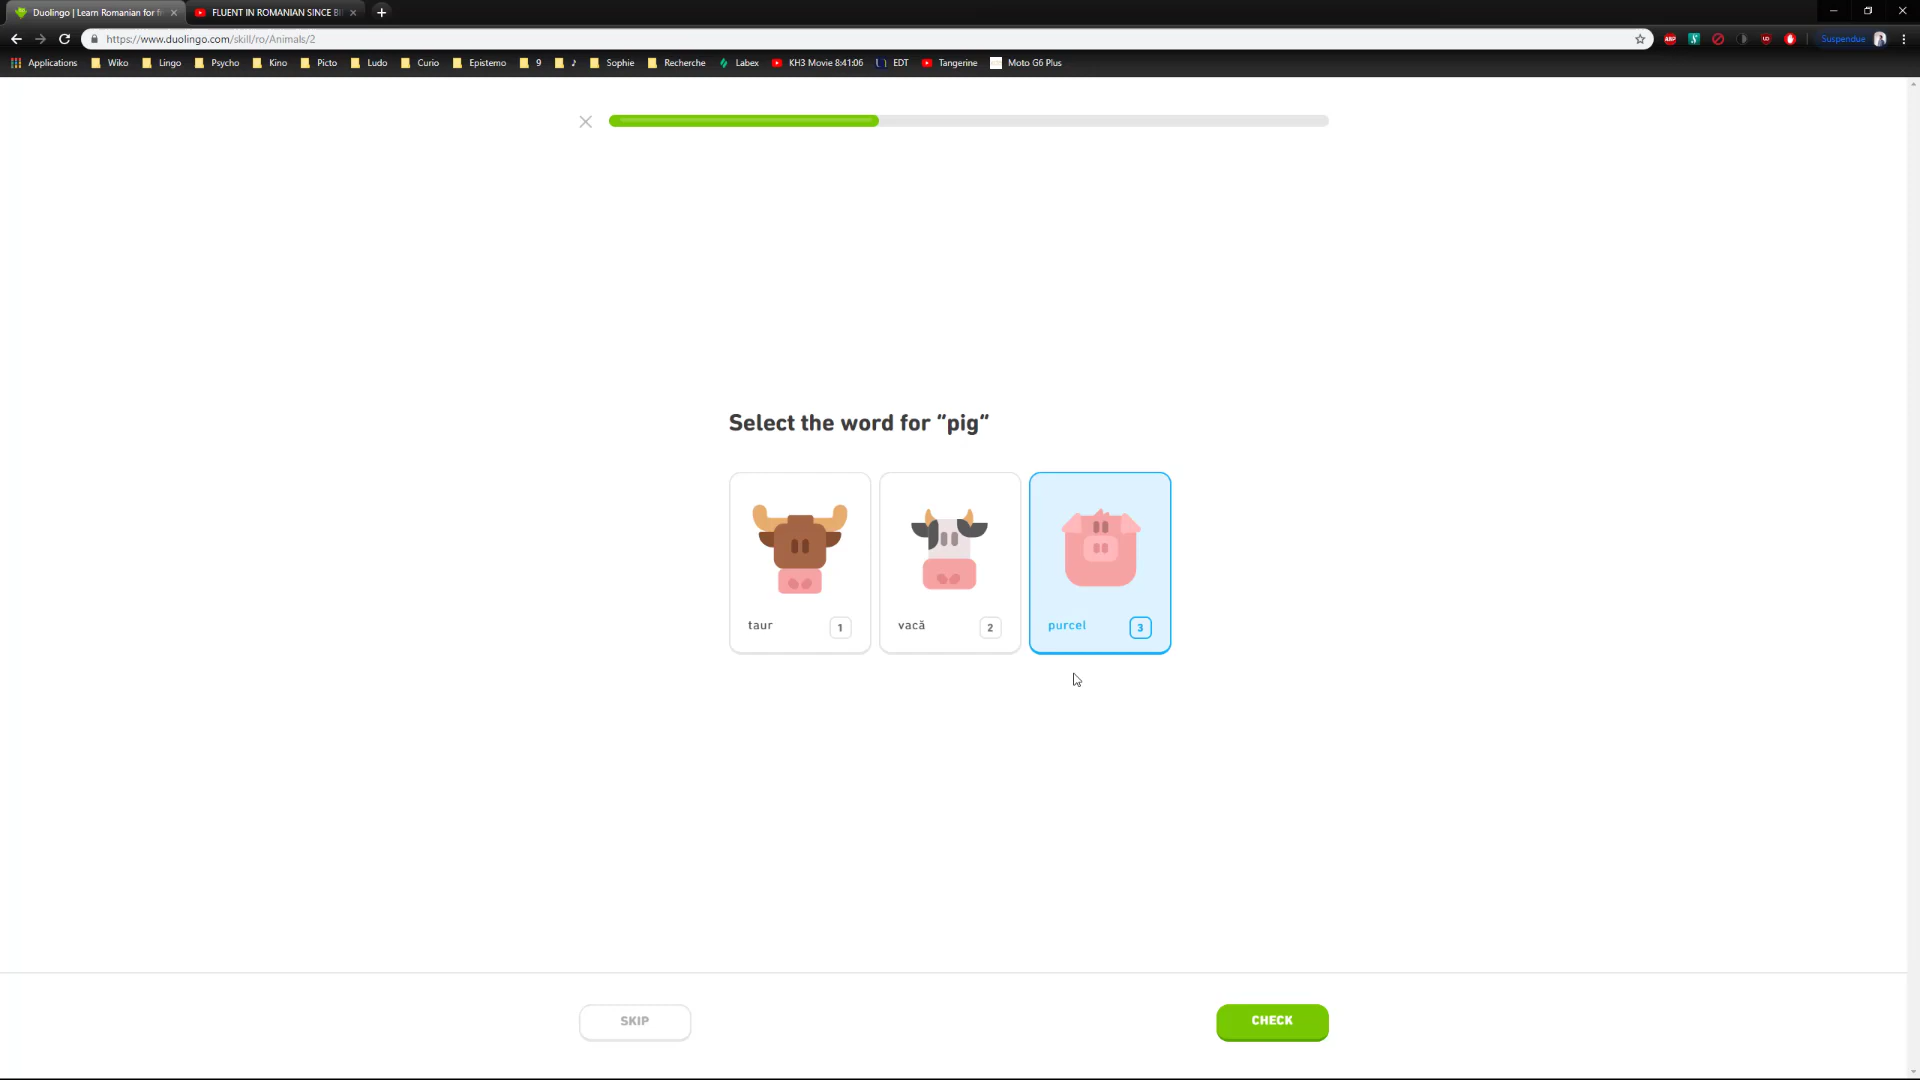 Duolingo | Learn Romanian for f
FLUENT IN ROMANIAN SINCE BI
https://www.duolingo.com/skill/ro/Animals/2
Suspendue
Applications Wiko Lingo Psycho Kino Picto Ludo Curio Epistemo 9 ♪ Sophie Recherche Labex KH3 Movie 8:41:06 EDT Tangerine Moto G6 Plus
Select the word for “pig“
taur 1
vacă 2
purcel 3
SKIP
CHECK